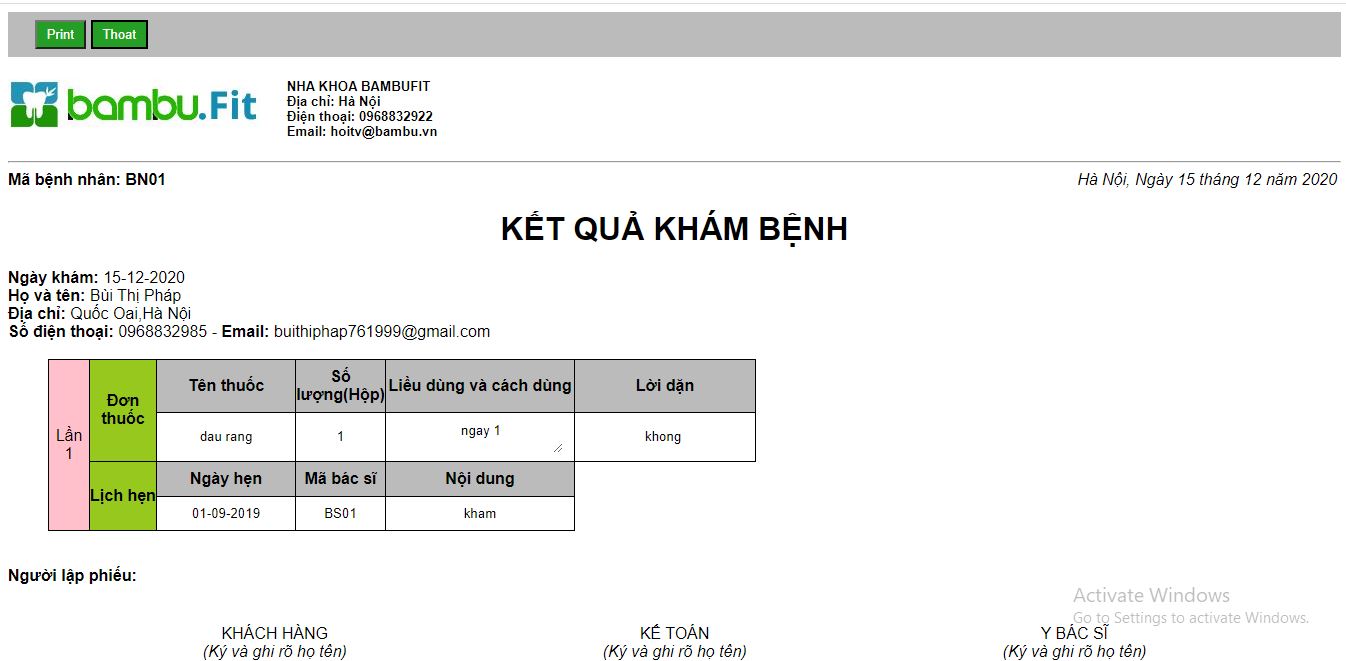 Print Thoat
bambu.Fit
NHA KHOA BAMBUFIT
Địa chỉ: Hà Nội
Điện thoại: 0968832922
Email: hoitv@bambu.vn
Mã bệnh nhân: BN01
Hà Nội, Ngày 15 tháng 12 năm 2020
KẾT QUẢ KHÁM BỆNH
Ngày khám: 15-12-2020
Họ và tên: Bùi Thị Pháp
Địa chỉ: Quốc Oai,Hà Nội
Số điện thoại: 0968832985 - Email: buithiphap761999@gmail.com
Lần
1
Đơn
thuốc
Tên thuốc
Số
lượng(Hộp)
Liều dùng và cách dùng
Lời dặn
dau rang
1
ngay 1
khong
Lịch hẹn
Ngày hẹn
Mã bác sĩ
Nội dung
01-09-2019
BS01
kham
Người lập phiếu:
Activate Windows
Go to Settings to activate Windows.
KHÁCH HÀNG
(Ký và ghi rõ họ tên)
KẾ TOÁN
(Ký và ghi rõ họ tên)
Y BÁC SĨ
(Ký và ghi rõ họ tên)